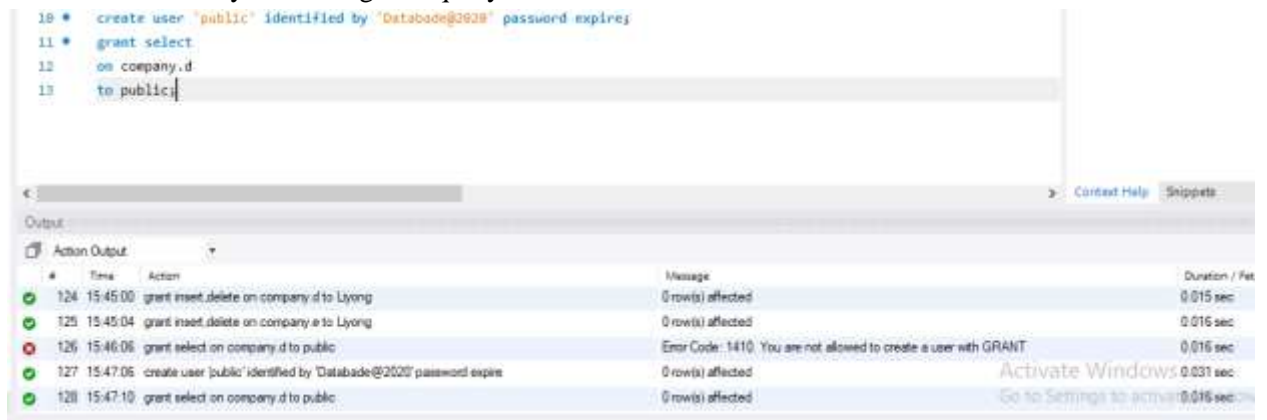 10 create user 'public' identified by 'Databade@2020' password expire;
11 grant select
12 on company.d
13 to public;
Context Help Snippets
Output
Action Output
# Time Action Message Duration / Fet
124 15:45:00 grant insert,delete on company.d to Liyong 0 row(s) affected 0.015 sec
125 15:45:04 grant insert,delete on company.e to Liyong 0 row(s) affected 0.016 sec
126 15:46:06 grant select on company.d to public Error Code: 1410. You are not allowed to create a user with GRANT 0.016 sec
127 15:47:06 create user 'public' identified by 'Databade@2020' password expire 0 row(s) affected 0.031 sec
128 15:47:10 grant select on company.d to public 0 row(s) affected 0.016 sec
Activate Windows
Go to Settings to